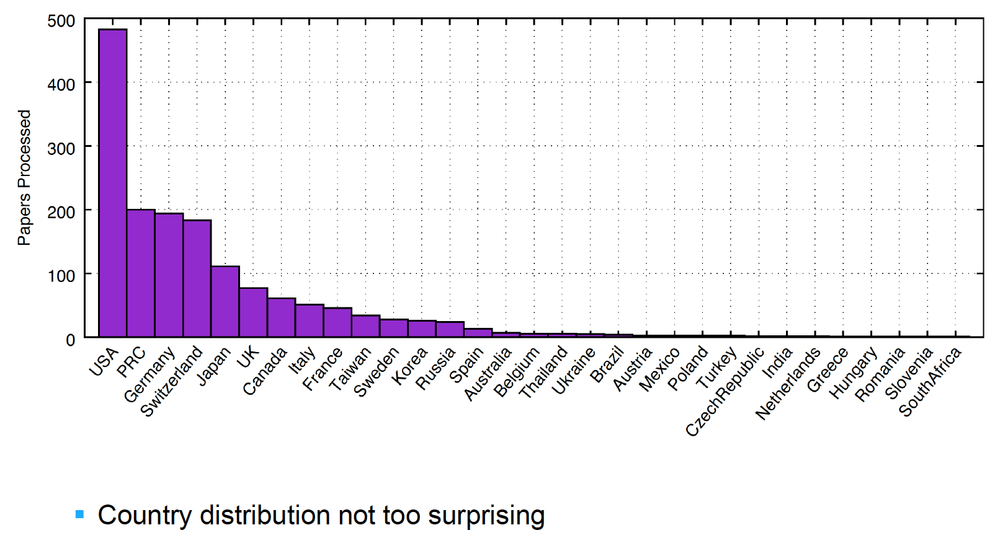 500
400
300
200
100
0
Papers Processed
USA
PRC
Germany
Switzerland
Japan
UK
Canada
Italy
France
Taiwan
Sweden
Korea
Russia
Spain
Australia
Belgium
Thailand
Ukraine
Brazil
Austria
Mexico
Poland
Turkey
CzechRepublic
India
Netherlands
Greece
Hungary
Romania
Slovenia
SouthAfrica
Country distribution not too surprising